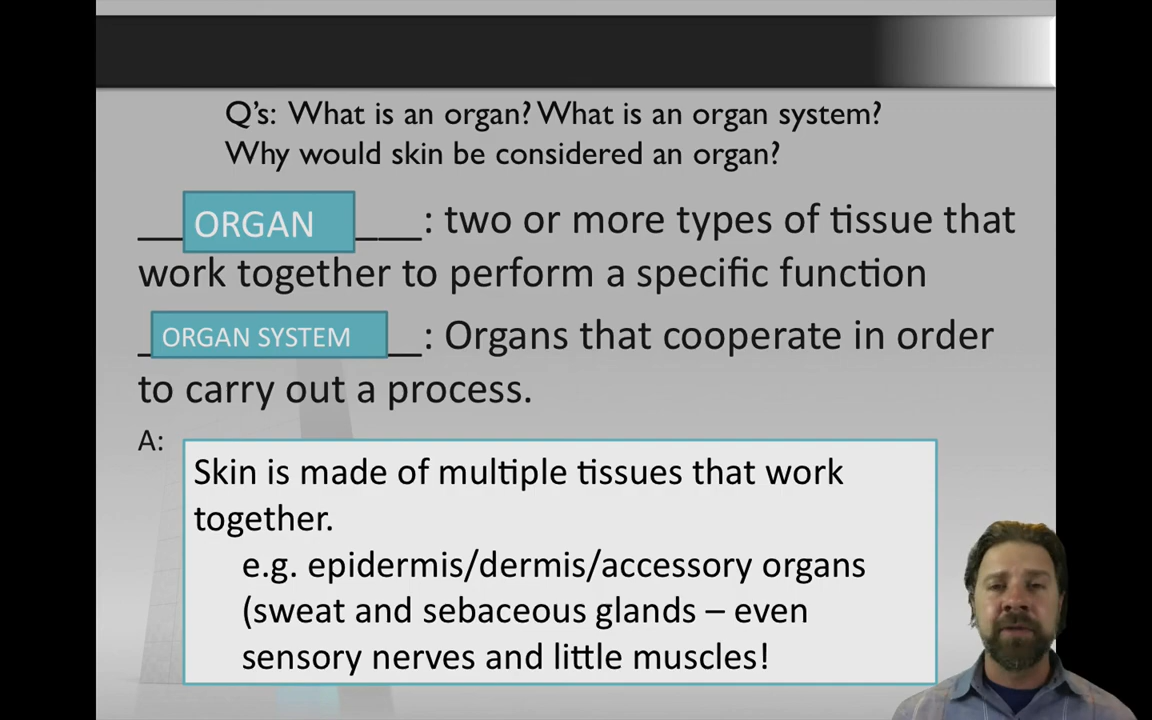 Q's: What is an organ? What is an organ system?
Why would skin be considered an organ?
__ORGAN___: two or more types of tissue that
work together to perform a specific function
_ORGAN SYSTEM__: Organs that cooperate in order
to carry out a process.
A:
Skin is made of multiple tissues that work
together.
e.g. epidermis/dermis/accessory organs
(sweat and sebaceous glands – even
sensory nerves and little muscles!